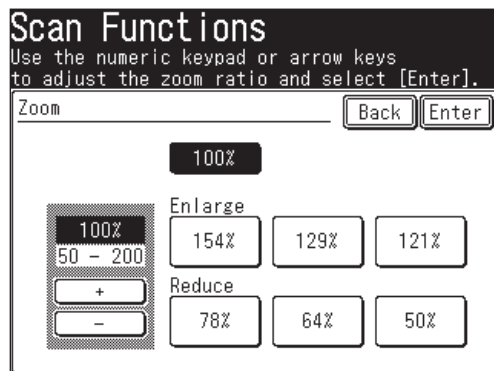 Scan Functions
Use the numeric keypad or arrow keys
to adjust the zoom ratio and select [Enter].
Zoom
Back Enter
100%
Enlarge
100%
50 - 200
154% 129% 121%
+
Reduce
-
78% 64% 50%